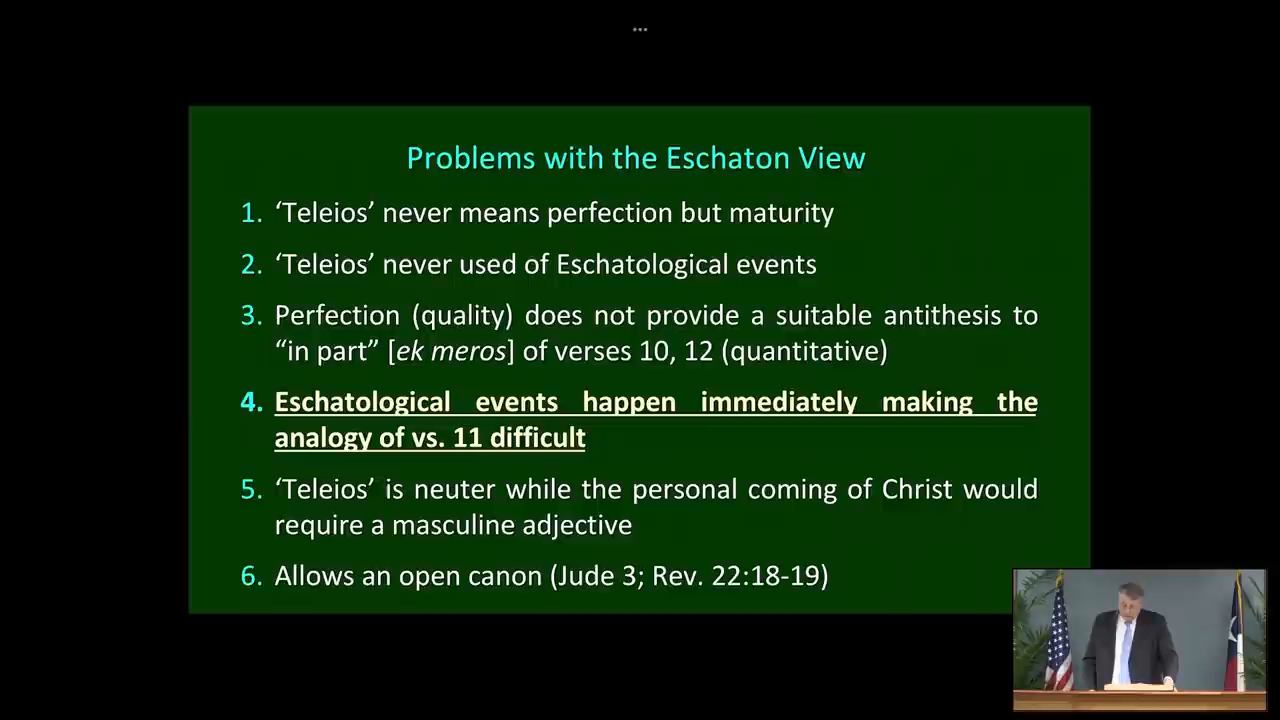 ...
Problems with the Eschaton View
1. ‘Teleios’ never means perfection but maturity
2. ‘Teleios’ never used of Eschatological events
3. Perfection (quality) does not provide a suitable antithesis to
“in part” [ek meros] of verses 10, 12 (quantitative)
4. Eschatological events happen immediately making the
analogy of vs. 11 difficult
5. ‘Teleios’ is neuter while the personal coming of Christ would
require a masculine adjective
6. Allows an open canon (Jude 3; Rev. 22:18-19)